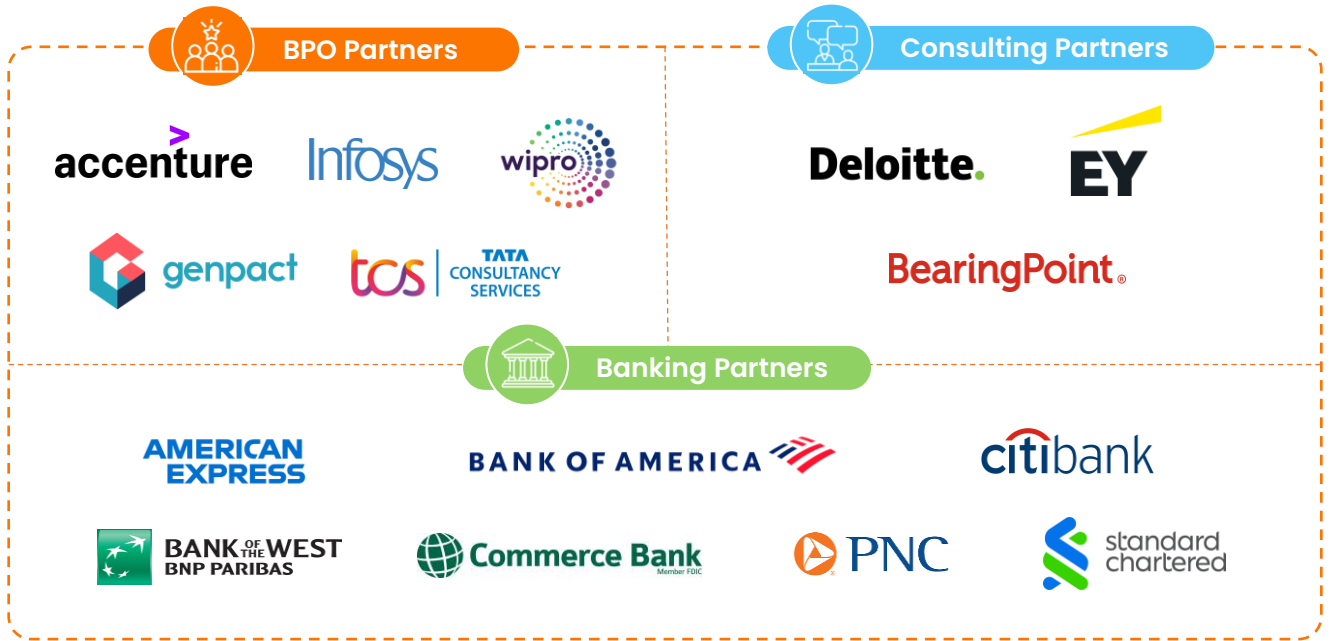 BPO Partners
Consulting Partners
accenture
Infosys
wipro
Deloitte.
EY
genpact
tcs
TATA
CONSULTANCY
SERVICES
BearingPoint®
Banking Partners
AMERICAN
EXPRESS
BANK OF AMERICA
citibank
BANK OF THE WEST
BNP PARIBAS
Commerce Bank
Member FDIC
PNC
standard
chartered